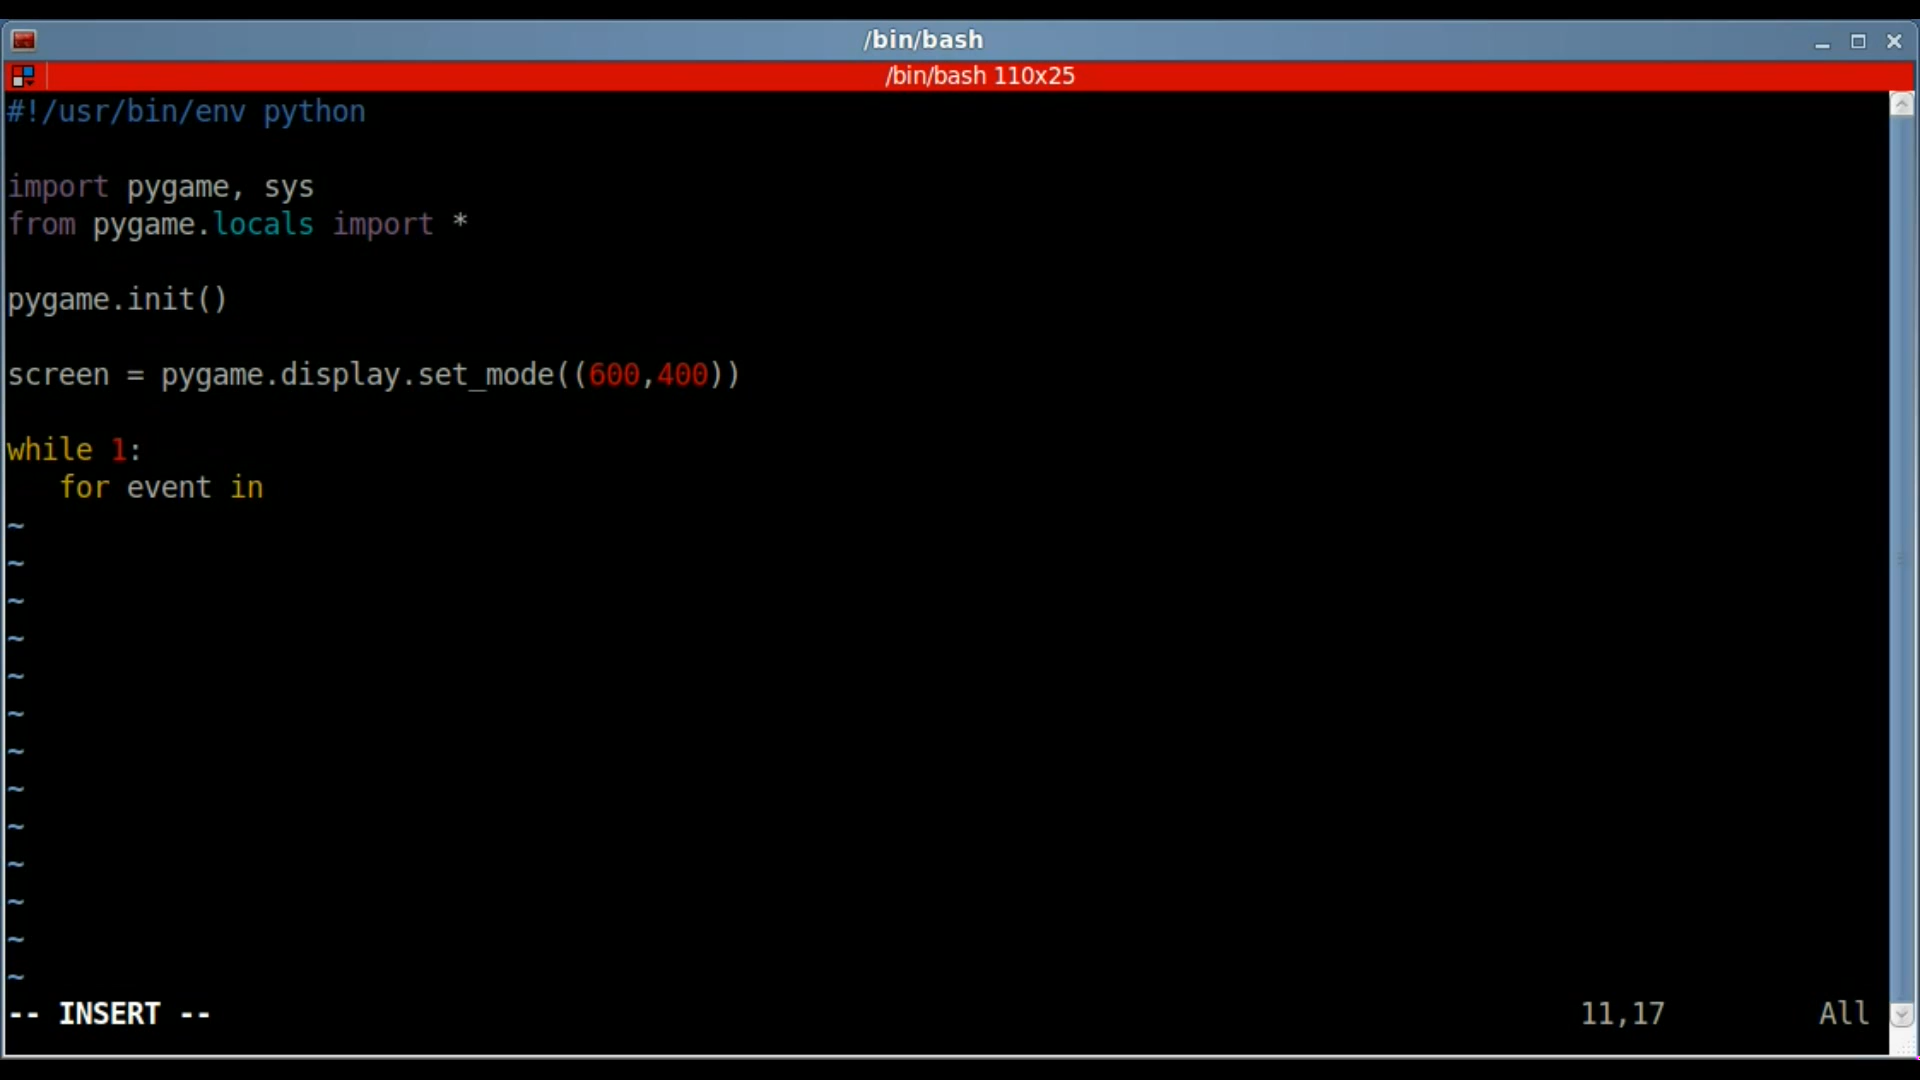 /bin/bash
/bin/bash 110x25
#!/usr/bin/env python
import pygame, sys
from pygame.locals import *
pygame.init()
screen = pygame.display.set_mode((600,400))
while 1:
   for event in
~
~
~
~
~
~
~
~
~
~
~
~
~
-- INSERT -- 11,17 All